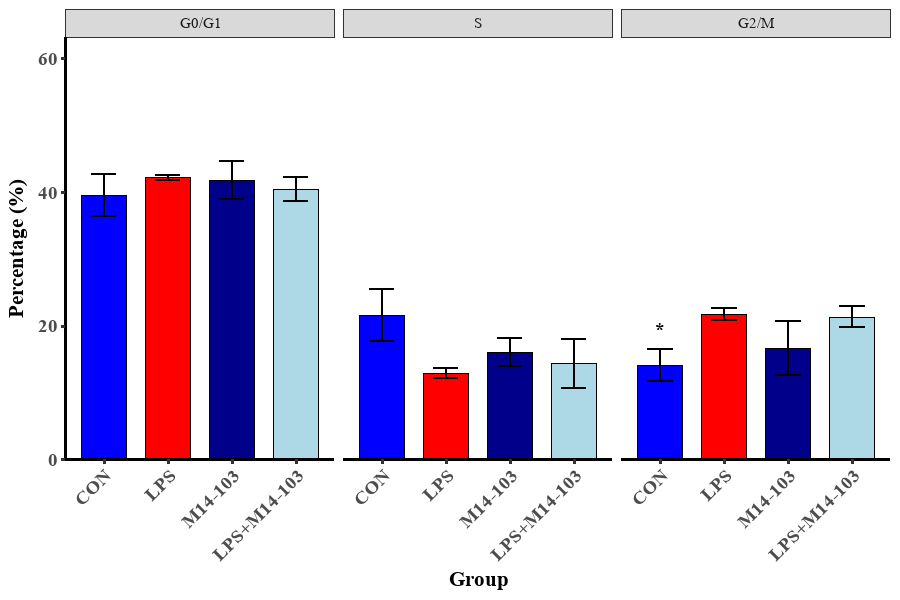 G0/G1 S G2/M
Percentage (%)
60
40
20
0
*
CON LPS M14-103 LPS+M14-103 CON LPS M14-103 LPS+M14-103 CON LPS M14-103 LPS+M14-103
Group